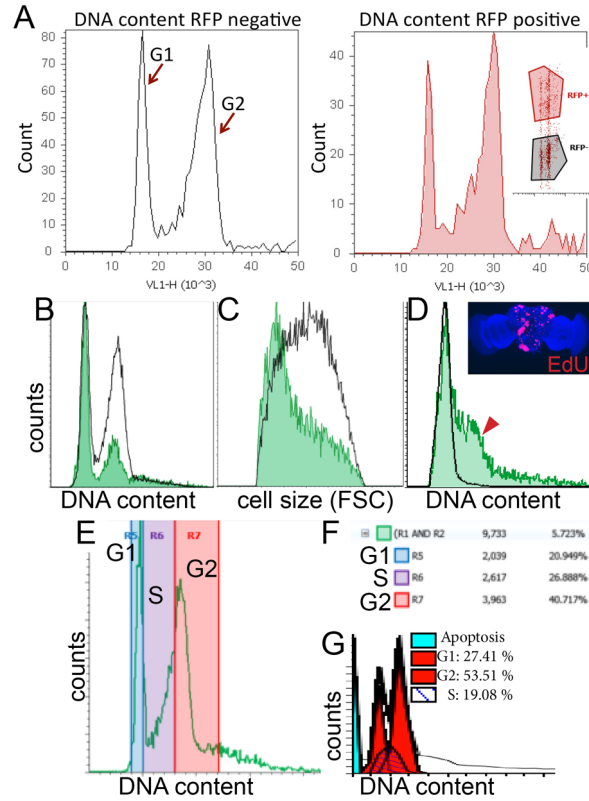 A
DNA content RFP negative
DNA content RFP positive
80
70
60
50
40
30
20
10
0
Count
G1
G2
0 10 20 30 40 50
VL1-H (10^3)
40
30
20
10
0
Count
RFP+
RFP-
0 10 20 30 40 50
VL1-H (10^3)
B
counts
DNA content
C
cell size (FSC)
D
EdU
DNA content
E
counts
R5 R6 R7
G1
S
G2
DNA content
F
(R1 AND R2 9,733 5.723%
G1 R5 2,039 20.949%
S R6 2,617 26.888%
G2 R7 3,963 40.717%
G
counts
Apoptosis
G1: 27.41 %
G2: 53.51 %
S: 19.08 %
DNA content